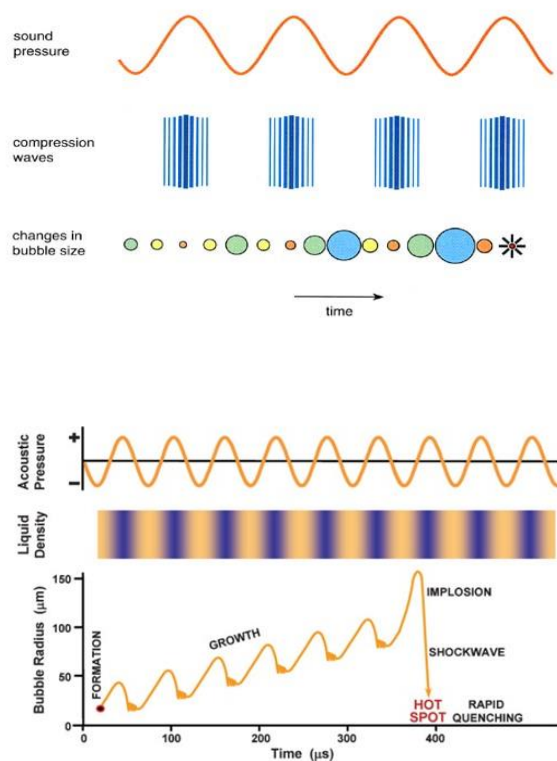 sound
pressure
compression
waves
changes in
bubble size
time
+
−
Acoustic
Pressure
Liquid
Density
Bubble Radius (μm)
150
100
50
0
FORMATION
GROWTH
IMPLOSION
SHOCKWAVE
HOT
SPOT
RAPID
QUENCHING
0 100 200 300 400
Time (μs)